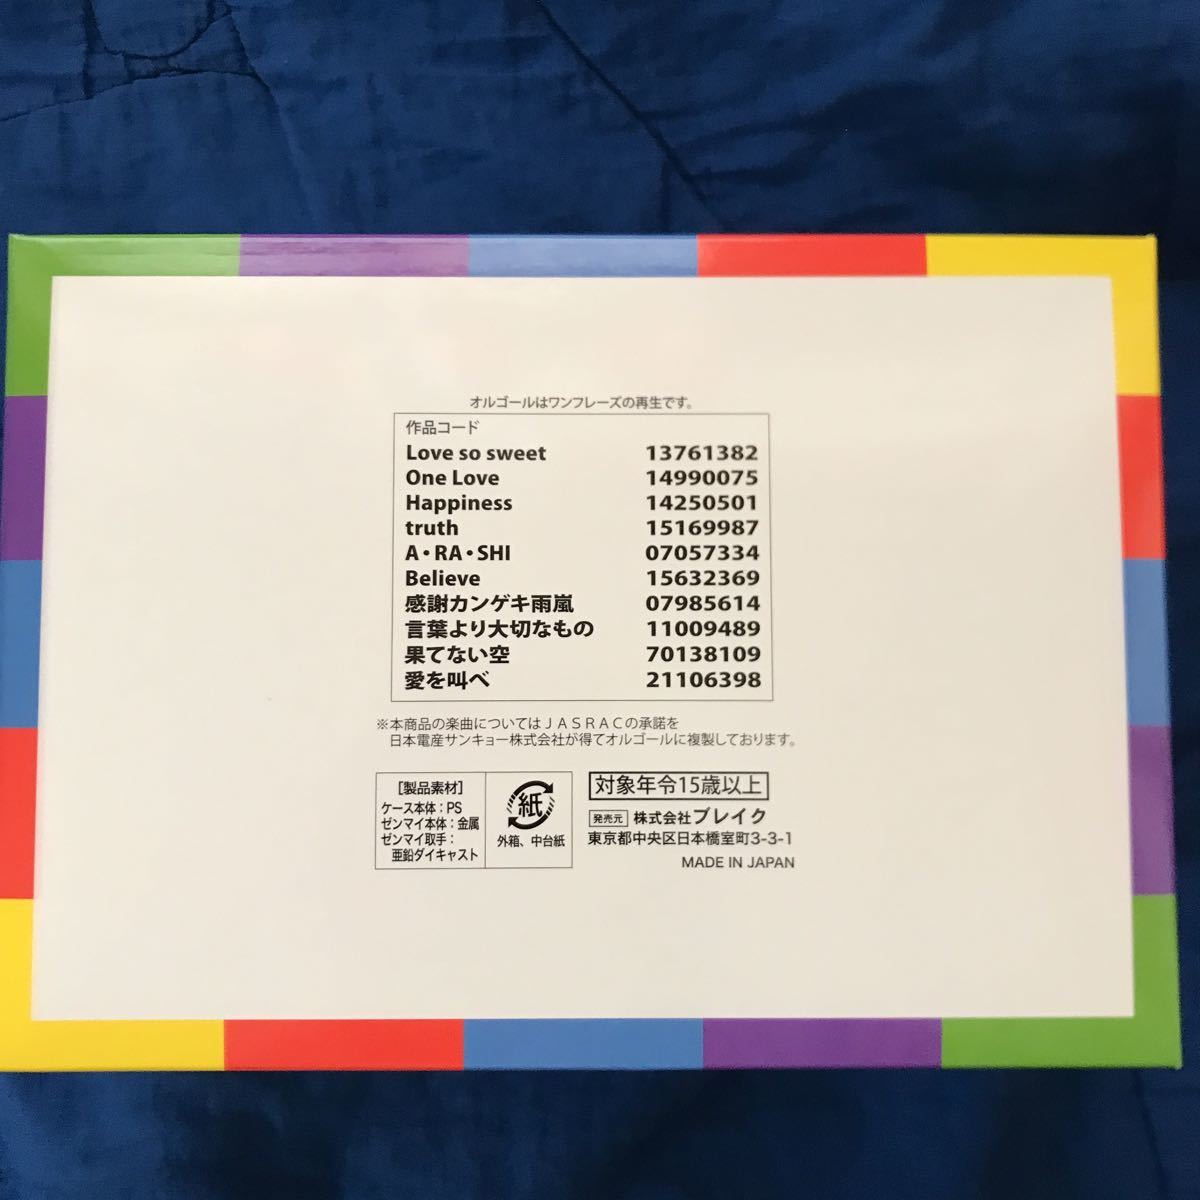 オルゴールはワンフレーズの再生です。
作品コード
Love so sweet 13761382
One Love 14990075
Happiness 14250501
truth 15169987
A・RA・SHI 07057334
Believe 15632369
感謝カンゲキ雨嵐 07985614
言葉より大切なもの 11009489
果てない空 70138109
愛を叫べ 21106398
※本商品の楽曲についてはＪＡＳＲＡＣの承諾を
日本電産サンキョー株式会社が得てオルゴールに複製しております。
［製品素材］
ケース本体：PS
ゼンマイ本体：金属
ゼンマイ取手：
亜鉛ダイキャスト
紙
外箱、中台紙
対象年令15歳以上
発売元 株式会社ブレイク
東京都中央区日本橋室町3-3-1
MADE IN JAPAN